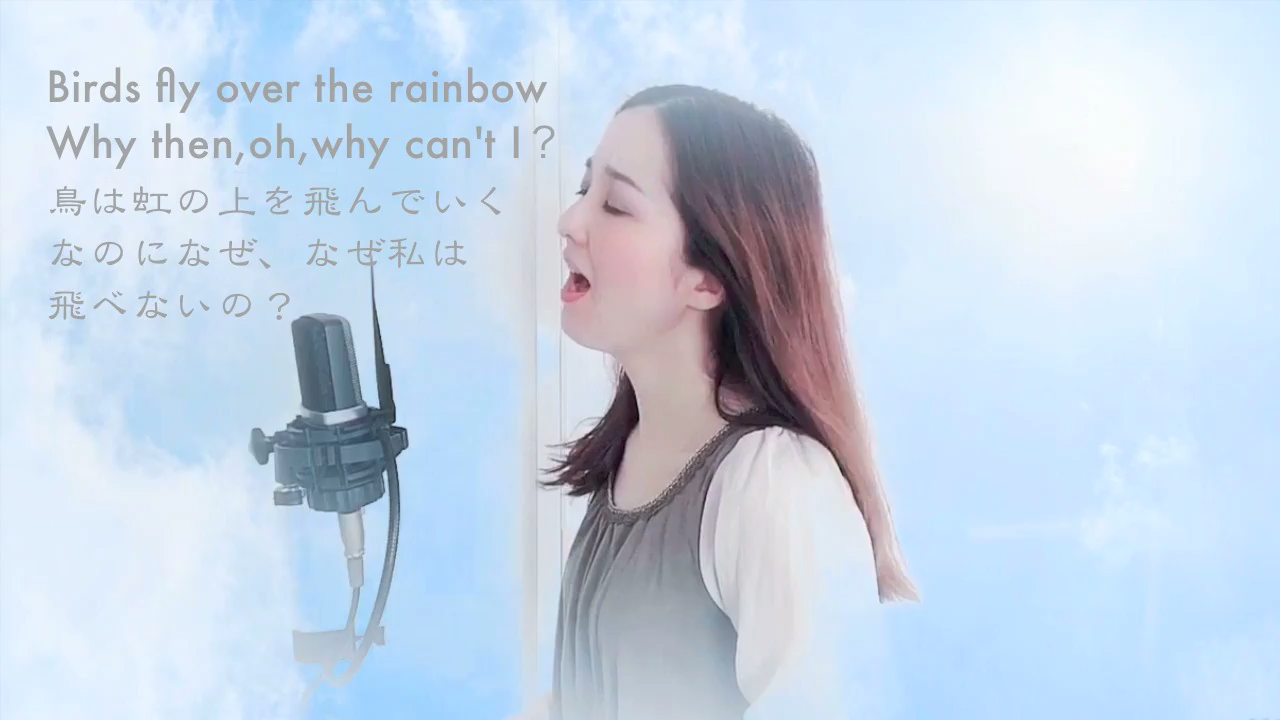 Birds fly over the rainbow
Why then,oh,why can't I？
鳥は虹の上を飛んでいく
なのになぜ、なぜ私は
飛べないの？